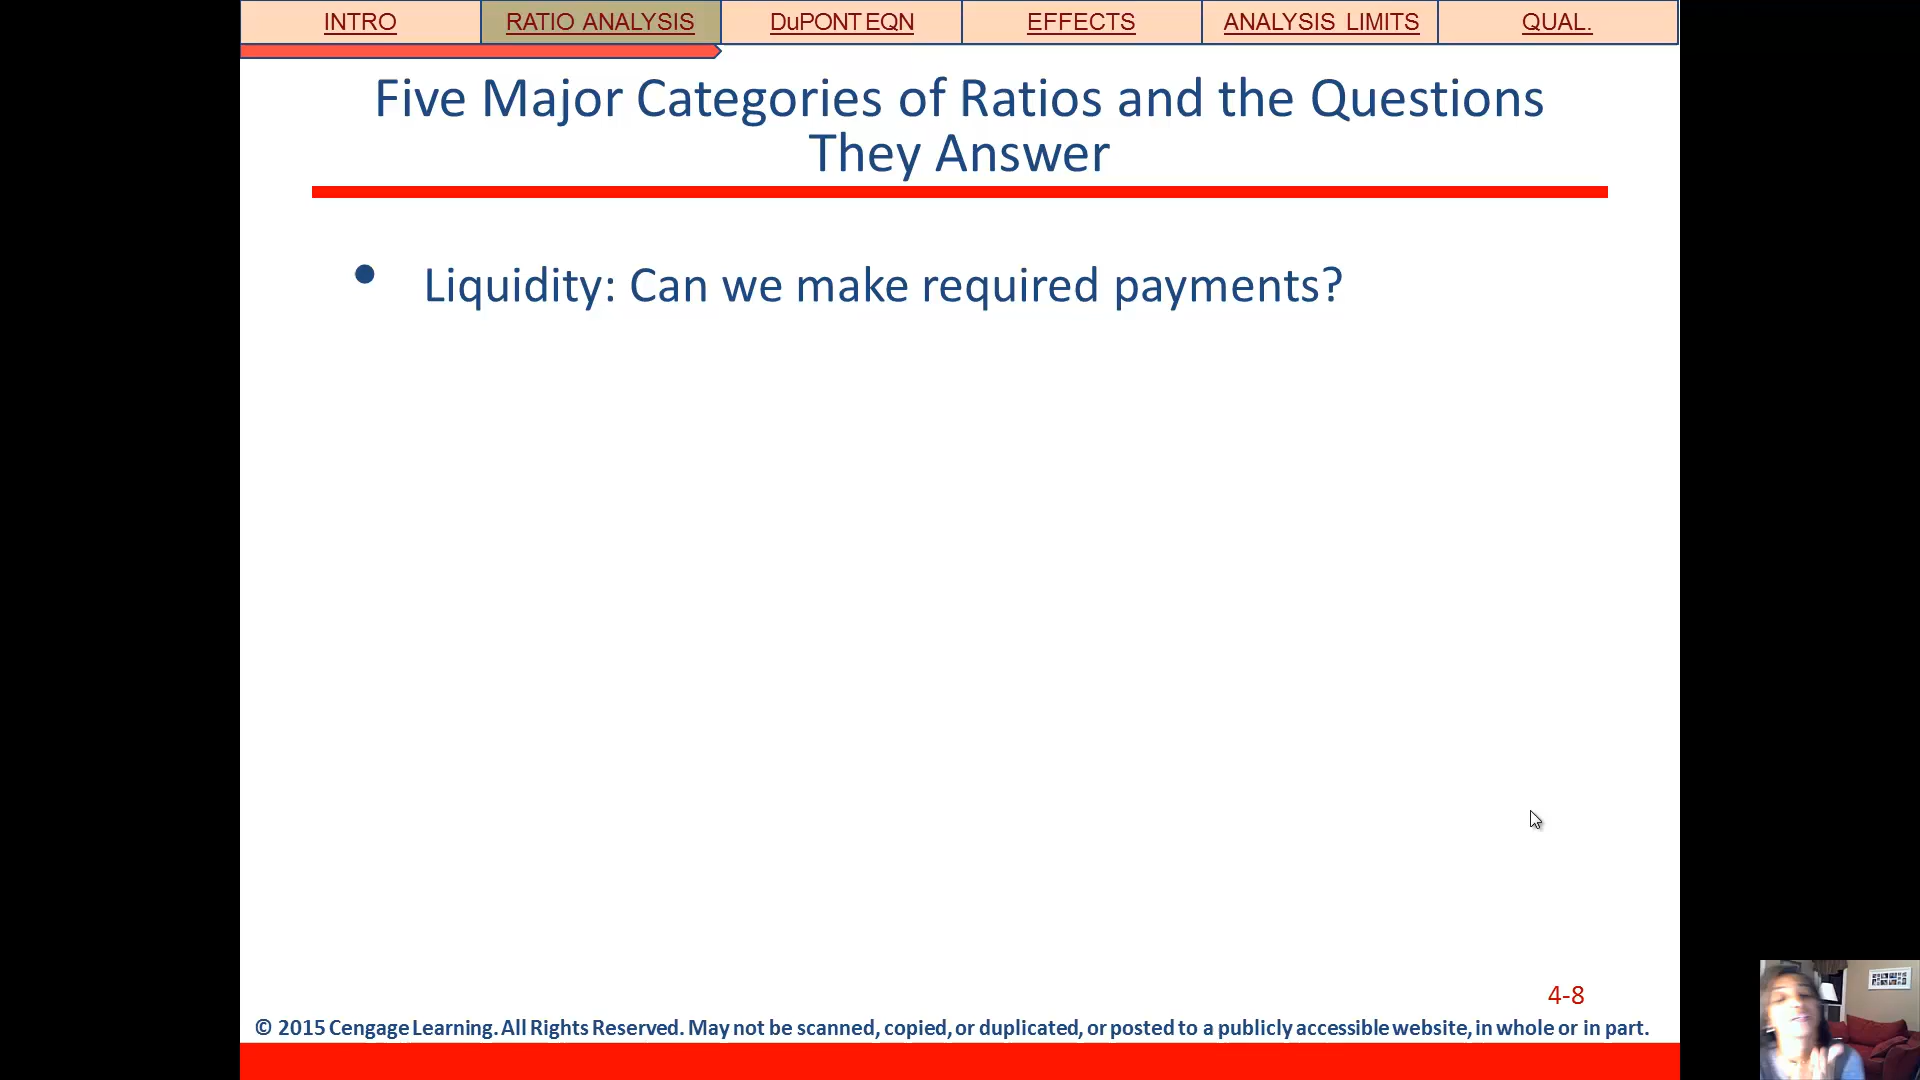 INTRO
RATIO ANALYSIS
DuPONT EQN
EFFECTS
ANALYSIS LIMITS
QUAL.
Five Major Categories of Ratios and the Questions
They Answer
• Liquidity: Can we make required payments?
4-8
© 2015 Cengage Learning. All Rights Reserved. May not be scanned, copied, or duplicated, or posted to a publicly accessible website, in whole or in part.